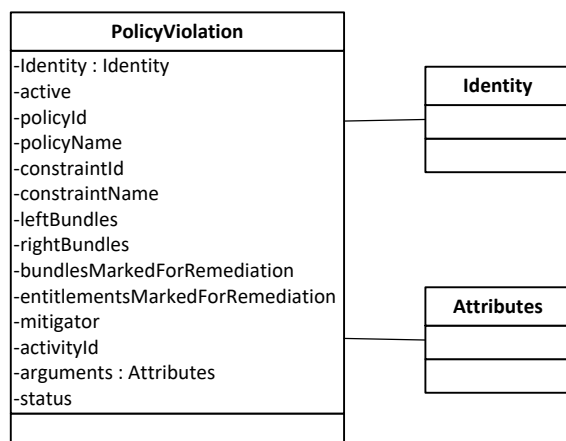 PolicyViolation
-Identity : Identity
-active
-policyId
-policyName
-constraintId
-constraintName
-leftBundles
-rightBundles
-bundlesMarkedForRemediation
-entitlementsMarkedForRemediation
-mitigator
-activityId
-arguments : Attributes
-status
Identity
Attributes